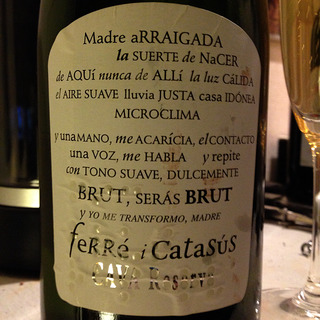 Madre aRRAIGADA
la SUERTE de NaCER
de AQUí nunca de ALLí la luz CáLIDA
el AIRE SUAVE lluvia JUSTA casa IDÓNEA
MICROCLIMA
y una MANO, me ACARÍCIA, el CONTACTO
una VOZ, me HABLA y repite
con TONO SUAVE, DULCEMENTE
BRUT, SERÁS BRUT
y YO ME TRANSFORMO, MADRE
feRRé i CataSúS
CAVA Reserva